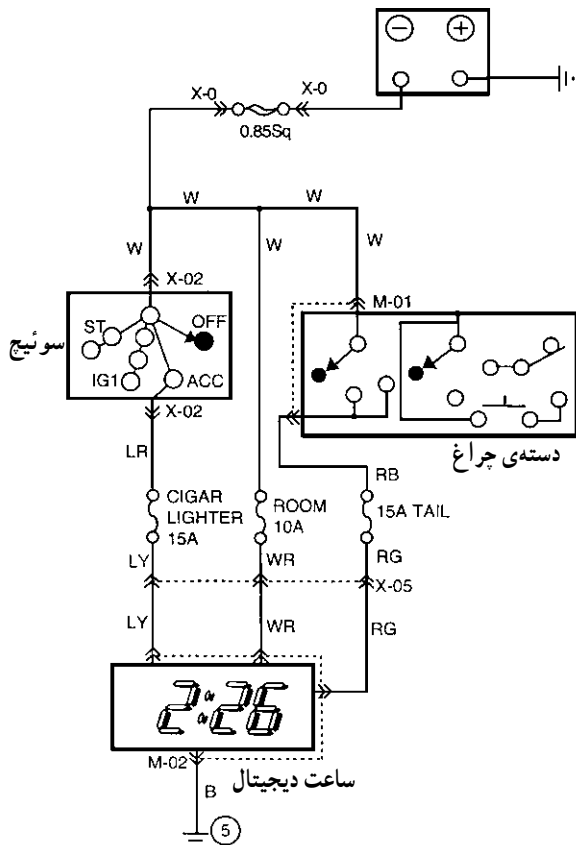 − +
X-0 X-0
0.85Sq
W W
W W
X-02 M-01
ST OFF
سوئیچ
IG1 ACC
X-02
دسته‌ی چراغ
LR RB
CIGAR LIGHTER 15A
ROOM 10A
15A TAIL
LY WR RG
X-05
LY WR RG
2:26
M-02
ساعت دیجیتال
B
5